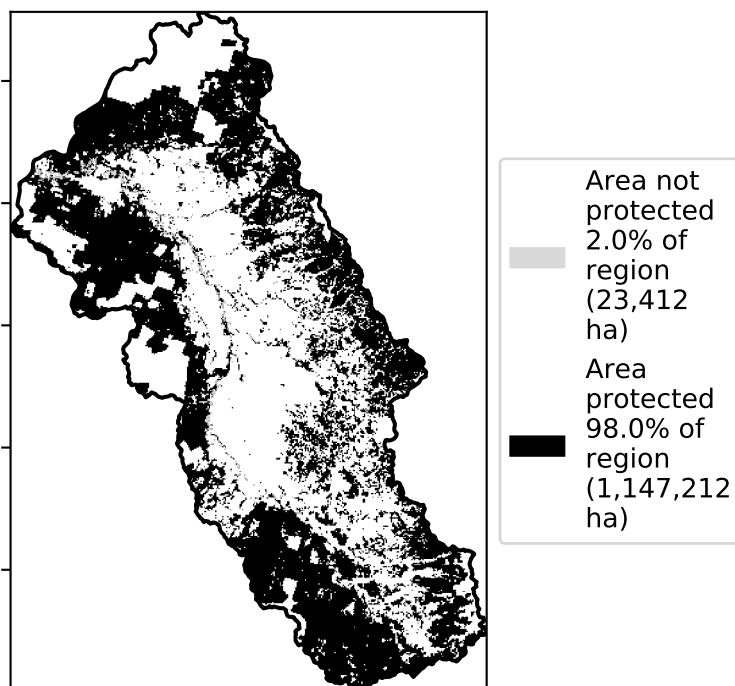 Area not
protected
2.0% of
region
(23,412
ha)
Area
protected
98.0% of
region
(1,147,212
ha)